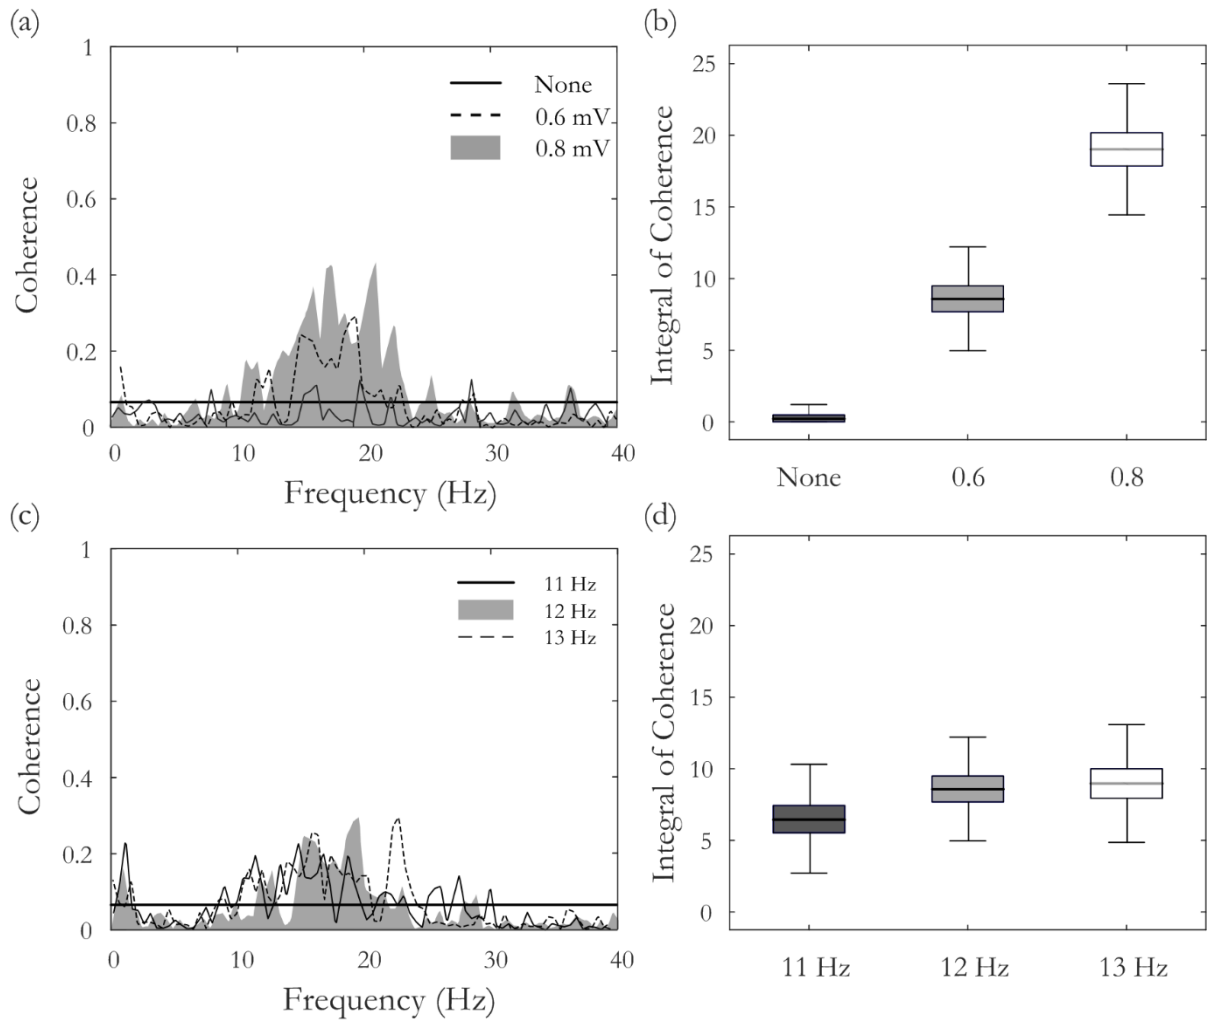 (a)
1
0.8
0.6
0.4
0.2
0
Coherence
None
0.6 mV
0.8 mV
0 10 20 30 40
Frequency (Hz)
(b)
25
20
15
10
5
0
Integral of Coherence
None 0.6 0.8
(c)
1
0.8
0.6
0.4
0.2
0
Coherence
11 Hz
12 Hz
13 Hz
0 10 20 30 40
Frequency (Hz)
(d)
25
20
15
10
5
0
Integral of Coherence
11 Hz 12 Hz 13 Hz